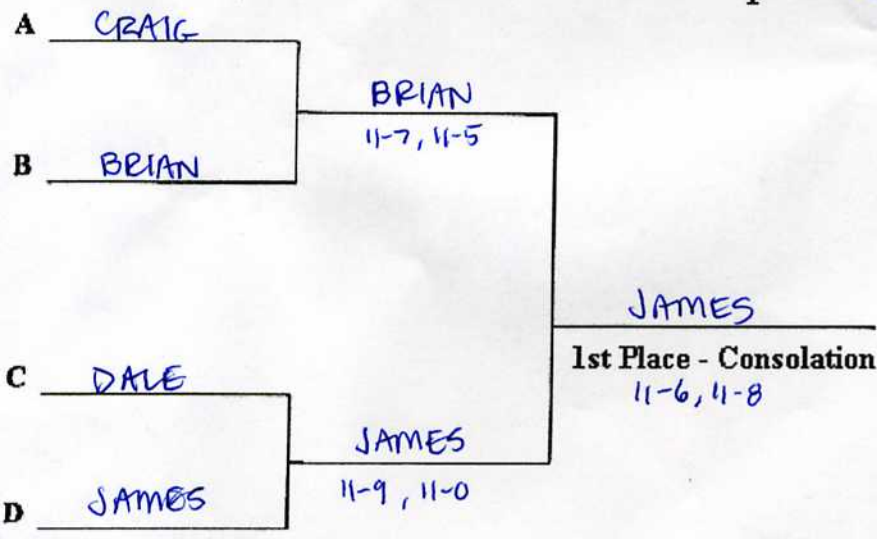 A CRAIG
BRIAN
11-7, 11-5
B BRIAN
JAMES
1st Place - Consolation
11-6, 11-8
C DALE
JAMES
11-9, 11-0
D JAMES